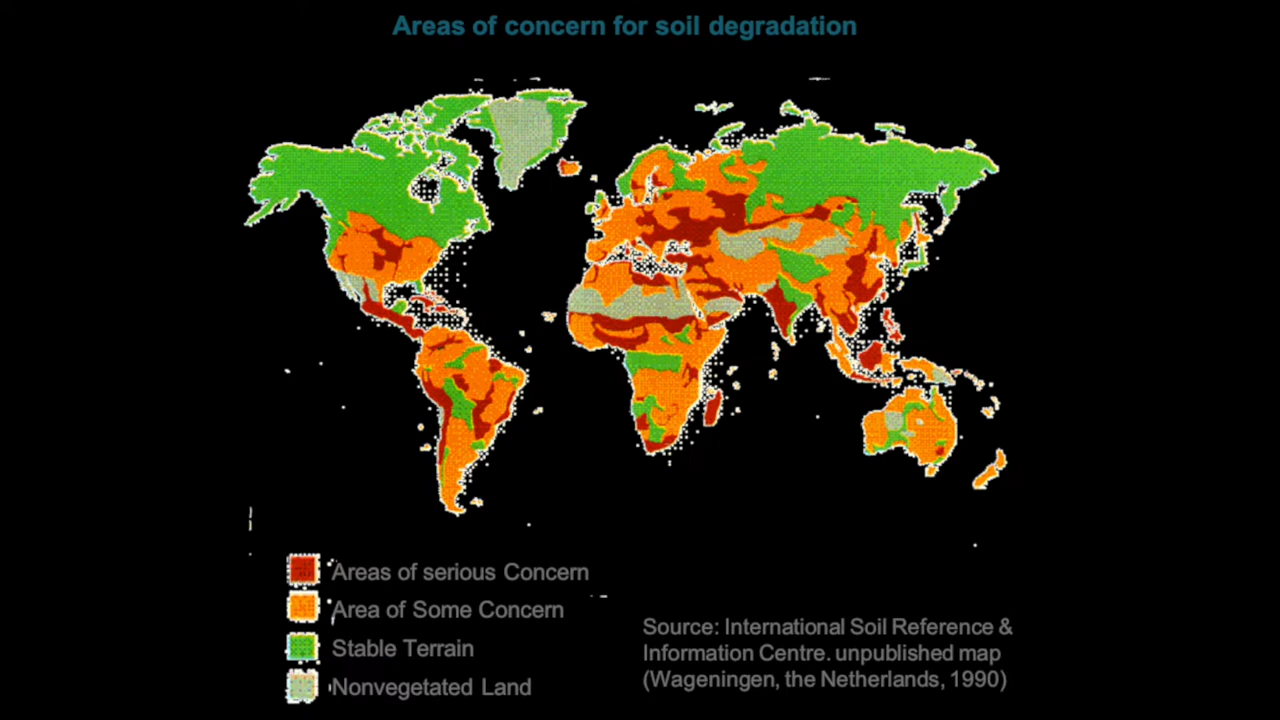 Areas of concern for soil degradation
Areas of serious Concern
Area of Some Concern
Stable Terrain
Nonvegetated Land
Source: International Soil Reference &
Information Centre. unpublished map
(Wageningen, the Netherlands, 1990)